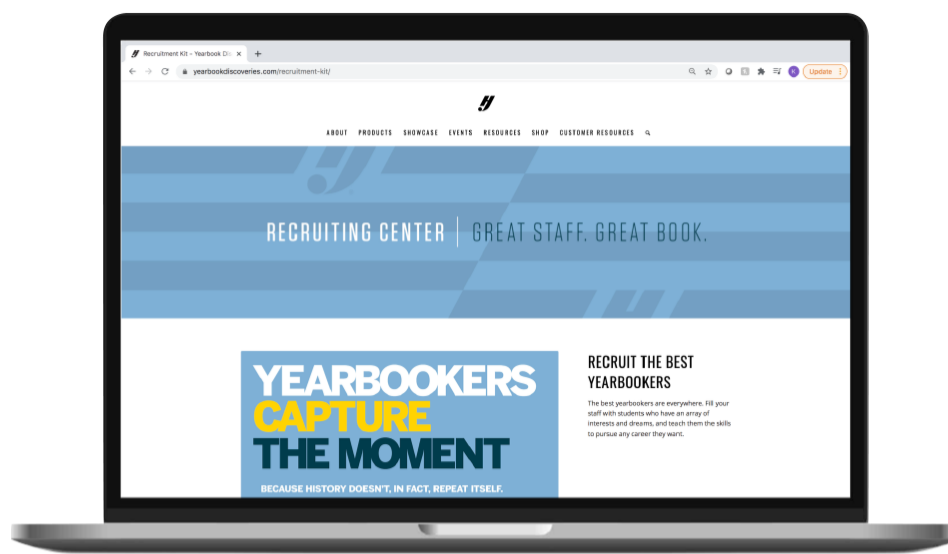 Recruitment Kit – Yearbook Dis
yearbookdiscoveries.com/recruitment-kit/
K
Update
ABOUT PRODUCTS SHOWCASE EVENTS RESOURCES SHOP CUSTOMER RESOURCES
RECRUITING CENTER | GREAT STAFF. GREAT BOOK.
YEARBOOKERS
CAPTURE
THE MOMENT
BECAUSE HISTORY DOESN'T, IN FACT, REPEAT ITSELF.
RECRUIT THE BEST
YEARBOOKERS
The best yearbookers are everywhere. Fill your
staff with students who have an array of
interests and dreams, and teach them the skills
to pursue any career they want.